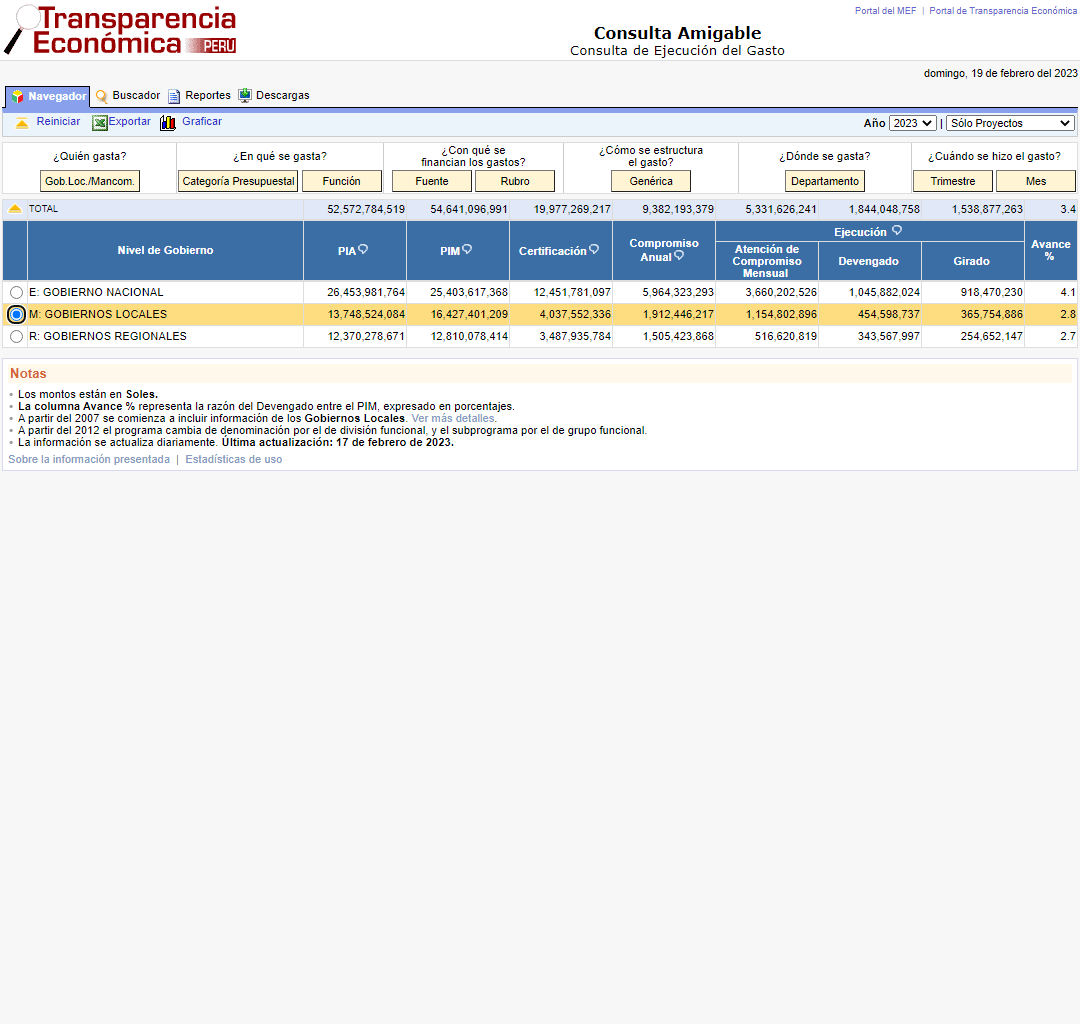 Transparencia
Económica PERU
Portal del MEF | Portal de Transparencia Económica
Consulta Amigable
Consulta de Ejecución del Gasto
domingo, 19 de febrero del 2023
Navegador Buscador Reportes Descargas
Reiniciar Exportar Graficar Año 2023 | Sólo Proyectos
¿Quién gasta? ¿En qué se gasta? ¿Con qué se financian los gastos? ¿Cómo se estructura el gasto? ¿Dónde se gasta? ¿Cuándo se hizo el gasto?
Gob.Loc./Mancom. Categoría Presupuestal Función Fuente Rubro Genérica Departamento Trimestre Mes
TOTAL 52,572,784,519 54,641,096,991 19,977,269,217 9,382,193,379 5,331,626,241 1,844,048,758 1,538,877,263 3.4
Nivel de Gobierno PIA PIM Certificación Compromiso Anual Ejecución Avance %
Atención de Compromiso Mensual Devengado Girado
E: GOBIERNO NACIONAL 26,453,981,764 25,403,617,368 12,451,781,097 5,964,323,293 3,660,202,526 1,045,882,024 918,470,230 4.1
M: GOBIERNOS LOCALES 13,748,524,084 16,427,401,209 4,037,552,336 1,912,446,217 1,154,802,896 454,598,737 365,754,886 2.8
R: GOBIERNOS REGIONALES 12,370,278,671 12,810,078,414 3,487,935,784 1,505,423,868 516,620,819 343,567,997 254,652,147 2.7
Notas
Los montos están en Soles.
La columna Avance % representa la razón del Devengado entre el PIM, expresado en porcentajes.
A partir del 2007 se comienza a incluir información de los Gobiernos Locales. Ver más detalles.
A partir del 2012 el programa cambia de denominación por el de división funcional, y el subprograma por el de grupo funcional.
La información se actualiza diariamente. Última actualización: 17 de febrero de 2023.
Sobre la información presentada | Estadísticas de uso